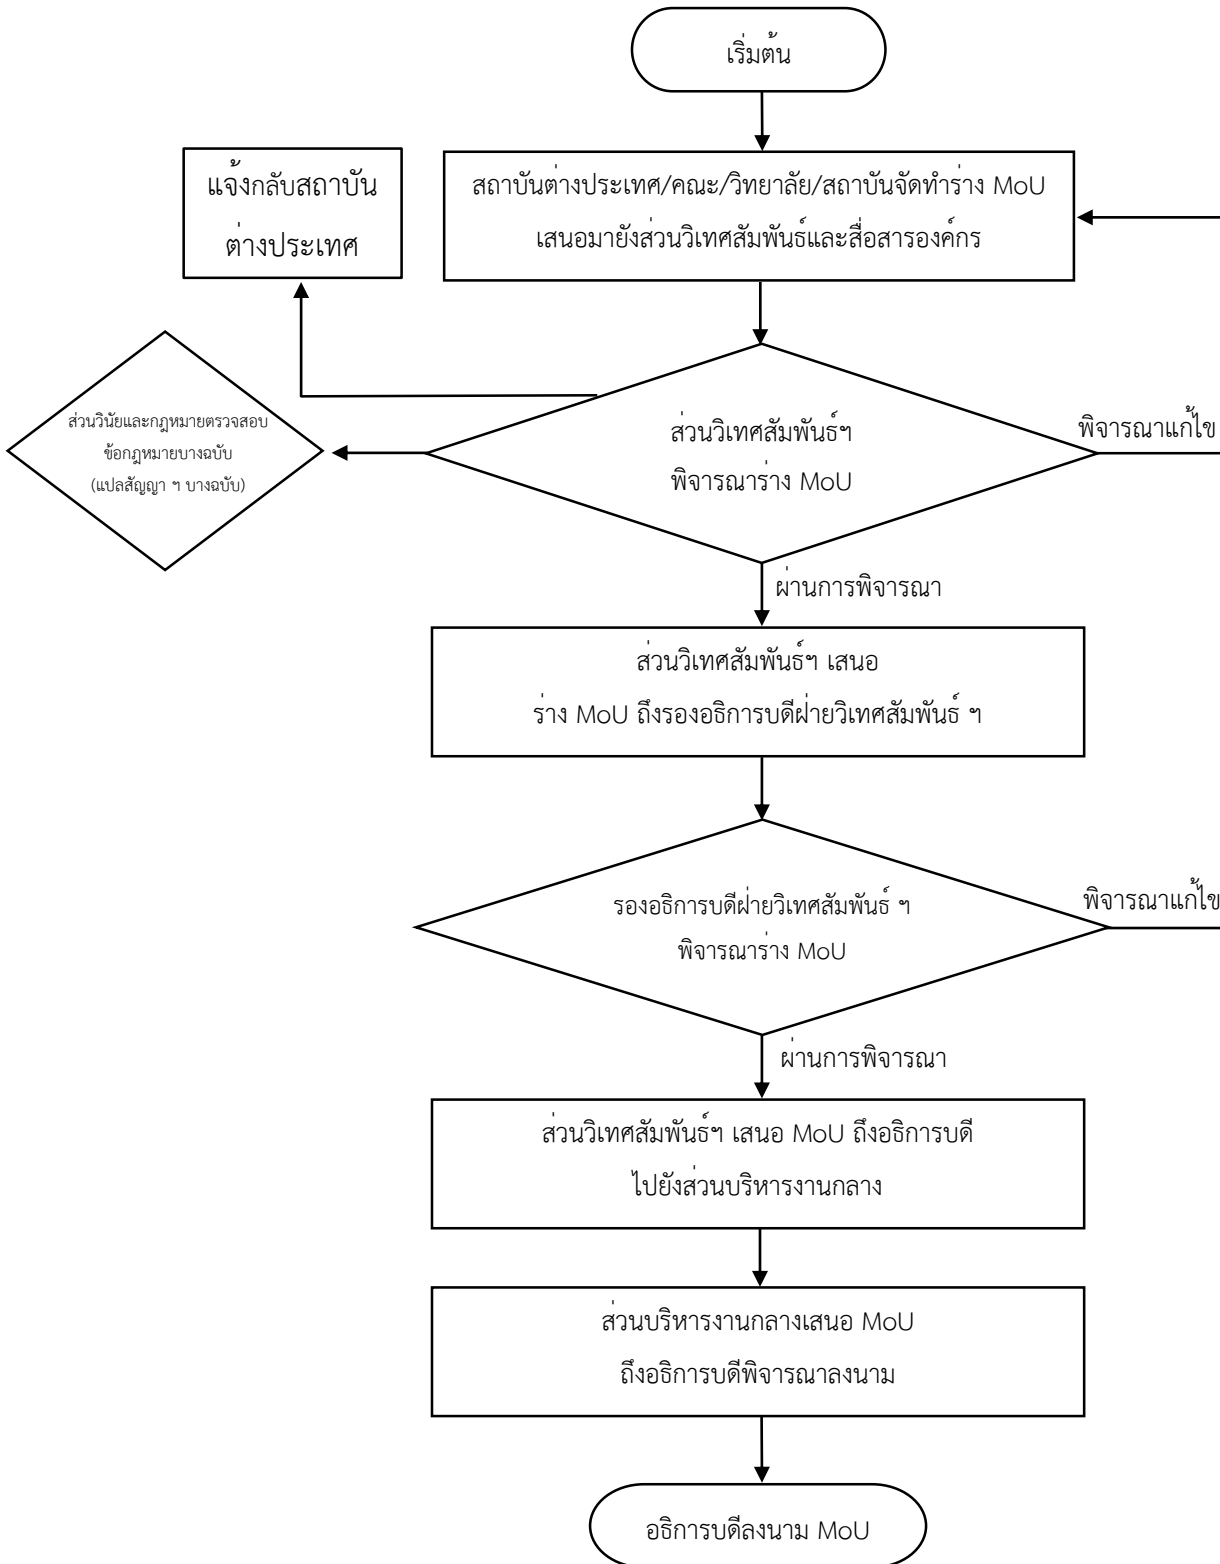 เริ่มต้น
แจ้งกลับสถาบัน
ต่างประเทศ
สถาบันต่างประเทศ/คณะ/วิทยาลัย/สถาบันจัดทำร่าง MoU
เสนอมายังส่วนวิเทศสัมพันธ์และสื่อสารองค์กร
ส่วนวินัยและกฎหมายตรวจสอบ
ข้อกฎหมายบางฉบับ
(แปลสัญญา ฯ บางฉบับ)
ส่วนวิเทศสัมพันธ์ฯ
พิจารณาร่าง MoU
พิจารณาแก้ไข
ผ่านการพิจารณา
ส่วนวิเทศสัมพันธ์ฯ เสนอ
ร่าง MoU ถึงรองอธิการบดีฝ่ายวิเทศสัมพันธ์ ฯ
รองอธิการบดีฝ่ายวิเทศสัมพันธ์ ฯ
พิจารณาร่าง MoU
พิจารณาแก้ไข
ผ่านการพิจารณา
ส่วนวิเทศสัมพันธ์ฯ เสนอ MoU ถึงอธิการบดี
ไปยังส่วนบริหารงานกลาง
ส่วนบริหารงานกลางเสนอ MoU
ถึงอธิการบดีพิจารณาลงนาม
อธิการบดีลงนาม MoU